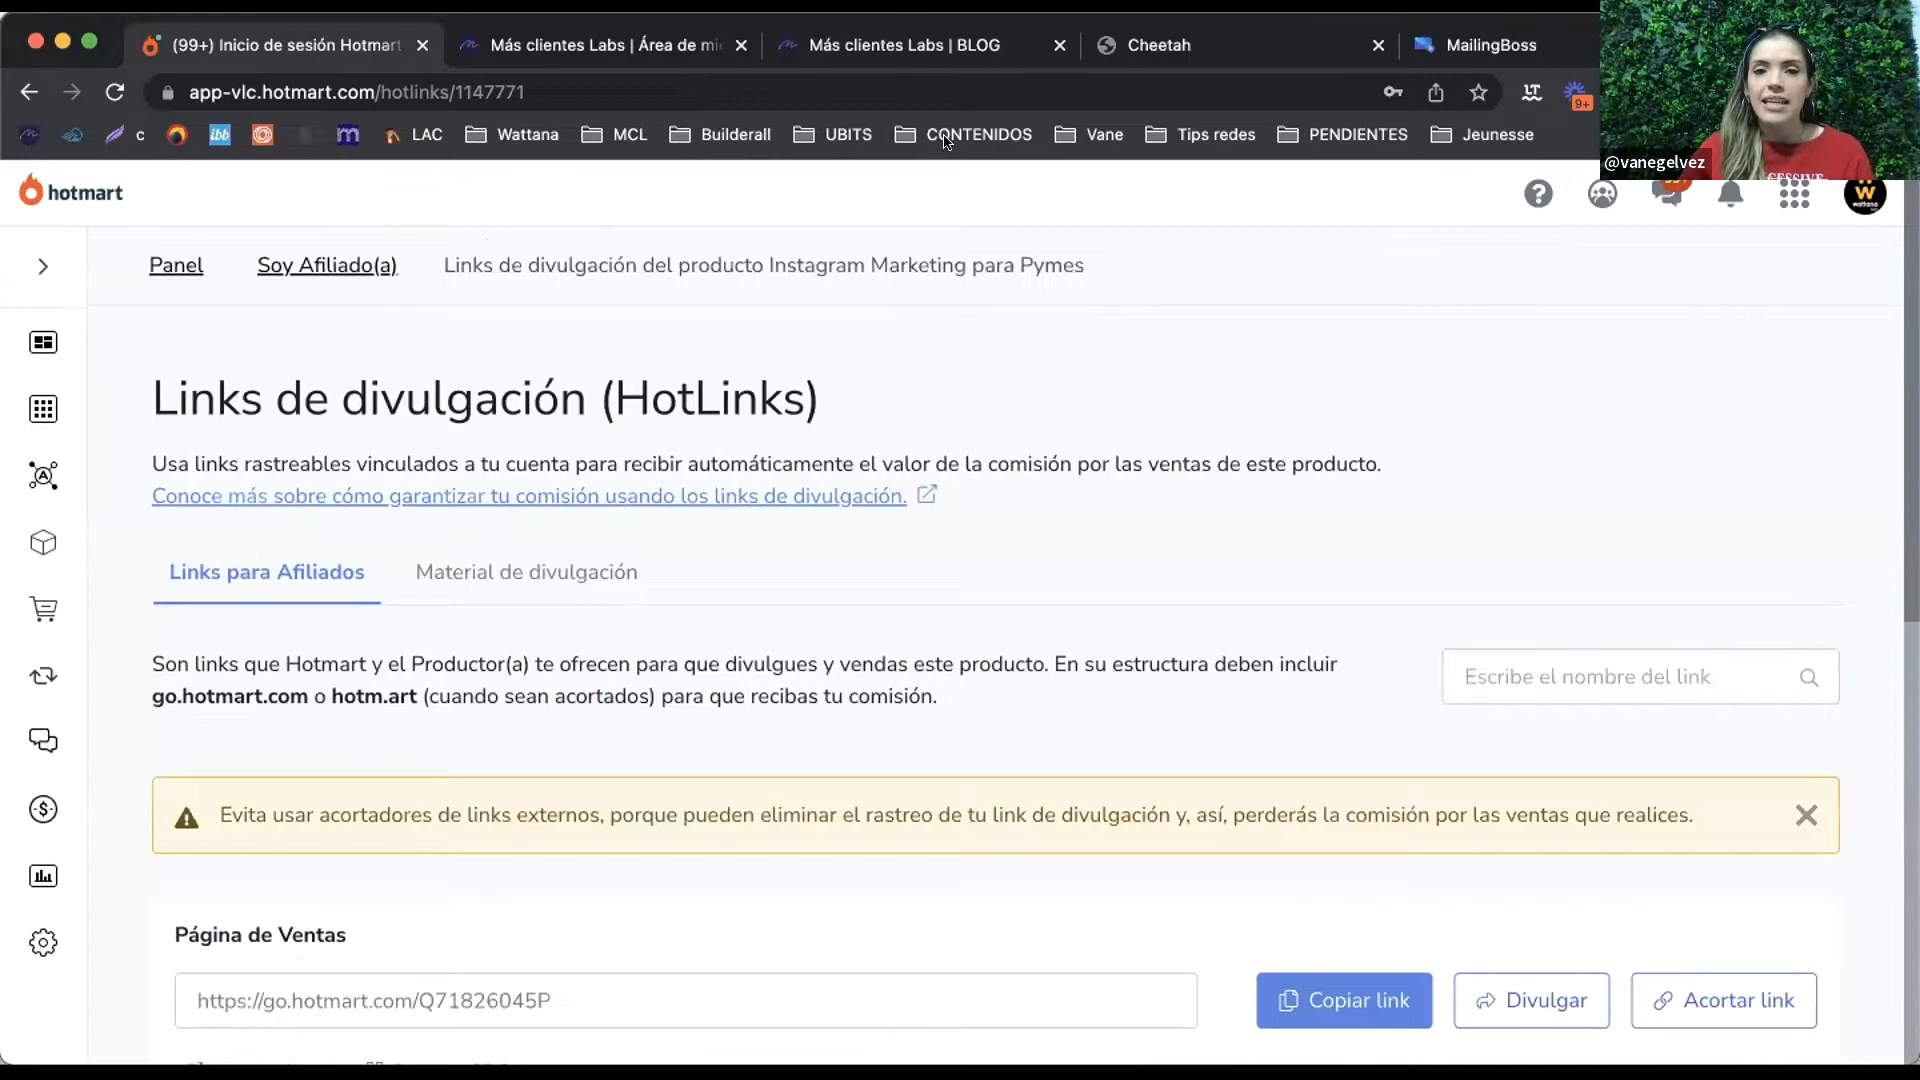 (99+) Inicio de sesión Hotmart
Más clientes Labs | Área de mi
Más clientes Labs | BLOG
Cheetah
MailingBoss
app-vlc.hotmart.com/hotlinks/1147771
9+
c
ibb
m
LAC
Wattana
MCL
Builderall
UBITS
CONTENIDOS
Vane
Tips redes
PENDIENTES
Jeunesse
@vanegelvez
hotmart
Panel
Soy Afiliado(a)
Links de divulgación del producto Instagram Marketing para Pymes
Links de divulgación (HotLinks)
Usa links rastreables vinculados a tu cuenta para recibir automáticamente el valor de la comisión por las ventas de este producto.
Conoce más sobre cómo garantizar tu comisión usando los links de divulgación.
Links para Afiliados
Material de divulgación
Son links que Hotmart y el Productor(a) te ofrecen para que divulgues y vendas este producto. En su estructura deben incluir
go.hotmart.com o hotm.art (cuando sean acortados) para que recibas tu comisión.
Escribe el nombre del link
Evita usar acortadores de links externos, porque pueden eliminar el rastreo de tu link de divulgación y, así, perderás la comisión por las ventas que realices.
Página de Ventas
https://go.hotmart.com/Q71826045P
Copiar link
Divulgar
Acortar link